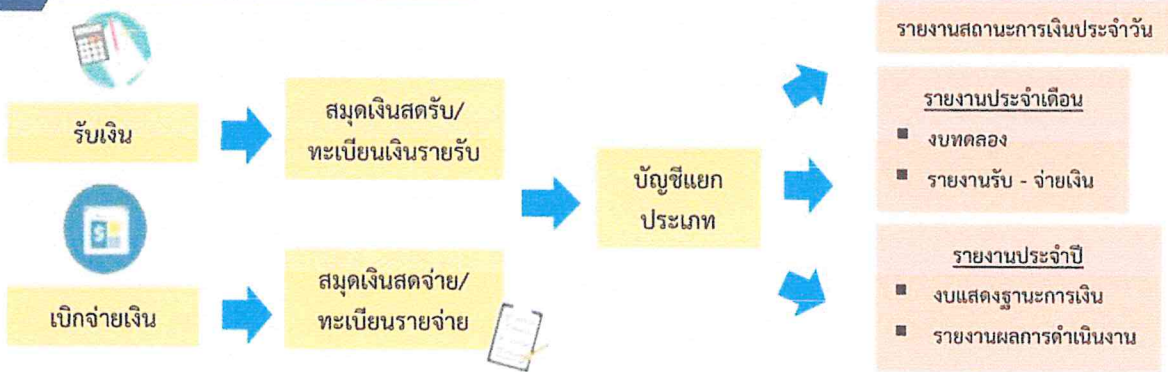 รับเงิน
สมุดเงินสดรับ/
ทะเบียนเงินรายรับ
เบิกจ่ายเงิน
สมุดเงินสดจ่าย/
ทะเบียนรายจ่าย
บัญชีแยก
ประเภท
รายงานสถานะการเงินประจำวัน
รายงานประจำเดือน
▪ งบทดลอง
▪ รายงานรับ - จ่ายเงิน
รายงานประจำปี
▪ งบแสดงฐานะการเงิน
▪ รายงานผลการดำเนินงาน